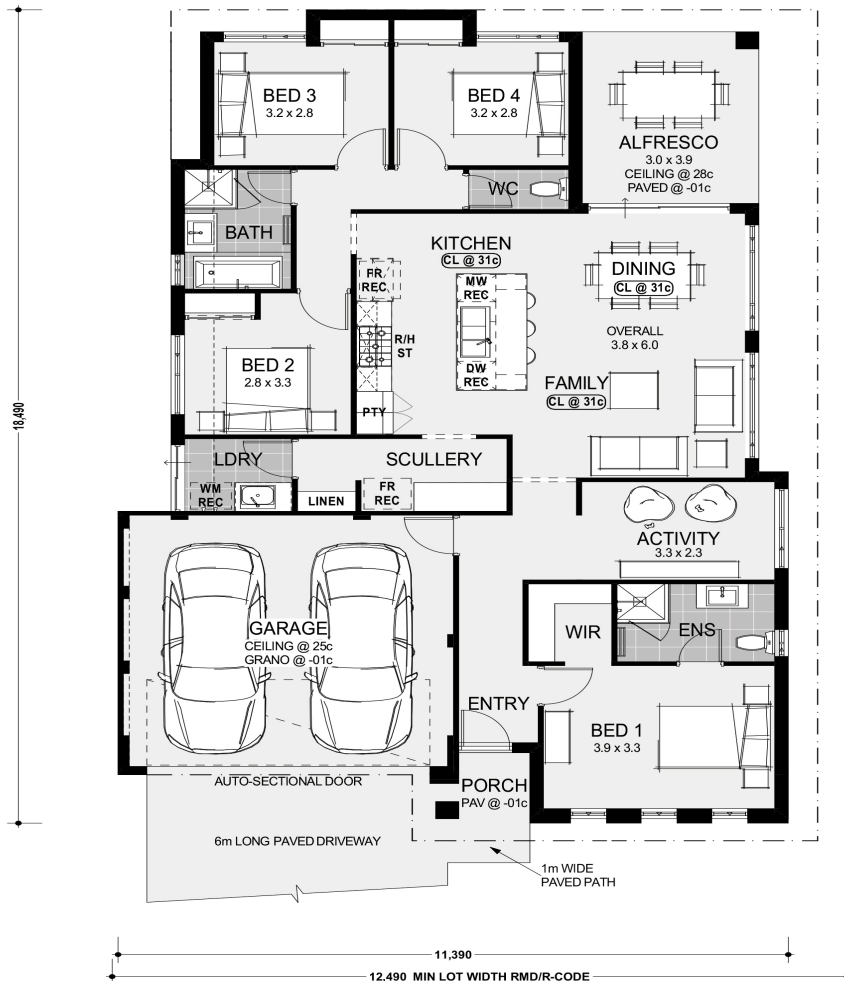 BED 3
3.2 x 2.8
BED 4
3.2 x 2.8
ALFRESCO
3.0 x 3.9
CEILING @ 28c
PAVED @ -01c
WC
BATH
KITCHEN
CL @ 31c
FR
REC
MW
REC
DINING
CL @ 31c
R/H
ST
OVERALL
3.8 x 6.0
BED 2
2.8 x 3.3
DW
REC
FAMILY
CL @ 31c
PTY
18,490
LDRY
SCULLERY
WM
REC
LINEN
FR
REC
ACTIVITY
3.3 x 2.3
GARAGE
CEILING @ 25c
GRANO @ -01c
WIR
ENS
ENTRY
BED 1
3.9 x 3.3
AUTO-SECTIONAL DOOR
PORCH
PAV @ -01c
6m LONG PAVED DRIVEWAY
1m WIDE
PAVED PATH
11,390
12.490 MIN LOT WIDTH RMD/R-CODE